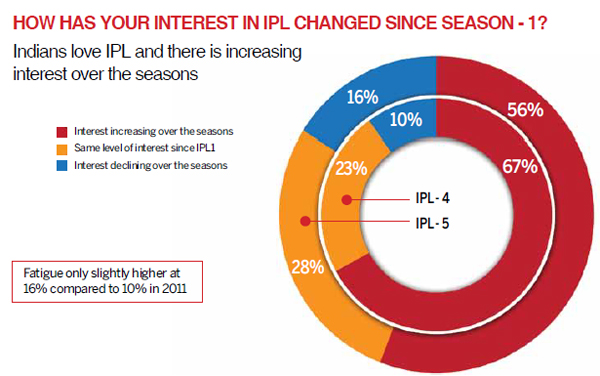 HOW HAS YOUR INTEREST IN IPL CHANGED SINCE SEASON - 1?
Indians love IPL and there is increasing
interest over the seasons
Interest increasing over the seasons
Same level of interest since IPL1
Interest declining over the seasons
16%
56%
10%
67%
23%
IPL- 4
IPL- 5
28%
Fatigue only slightly higher at
16% compared to 10% in 2011